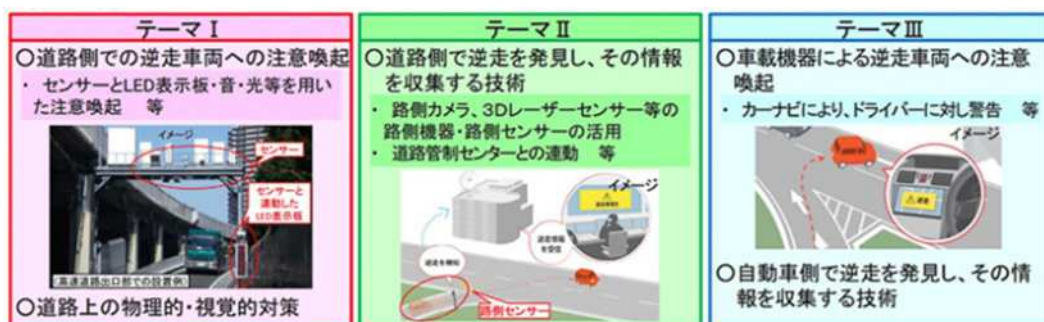 テーマⅠ
○道路側での逆走車両への注意喚起
・ センサーとLED表示板・音・光等を用い
た注意喚起 等
イメージ
センサー
センサーと
連動した
LED表示板
(高速道路出口部での設置例)
○道路上の物理的・視覚的対策
テーマⅡ
○道路側で逆走を発見し、その情報
を収集する技術
・ 路側カメラ、3Dレーザーセンサー等の
路側機器・路側センサーの活用
・ 道路管制センターとの連動 等
イメージ
逆走情報
を受信
逆走を検知
路側センサー
テーマⅢ
○車載機器による逆走車両への注意
喚起
・ カーナビにより、ドライバーに対し警告 等
イメージ
○自動車側で逆走を発見し、その情
報を収集する技術